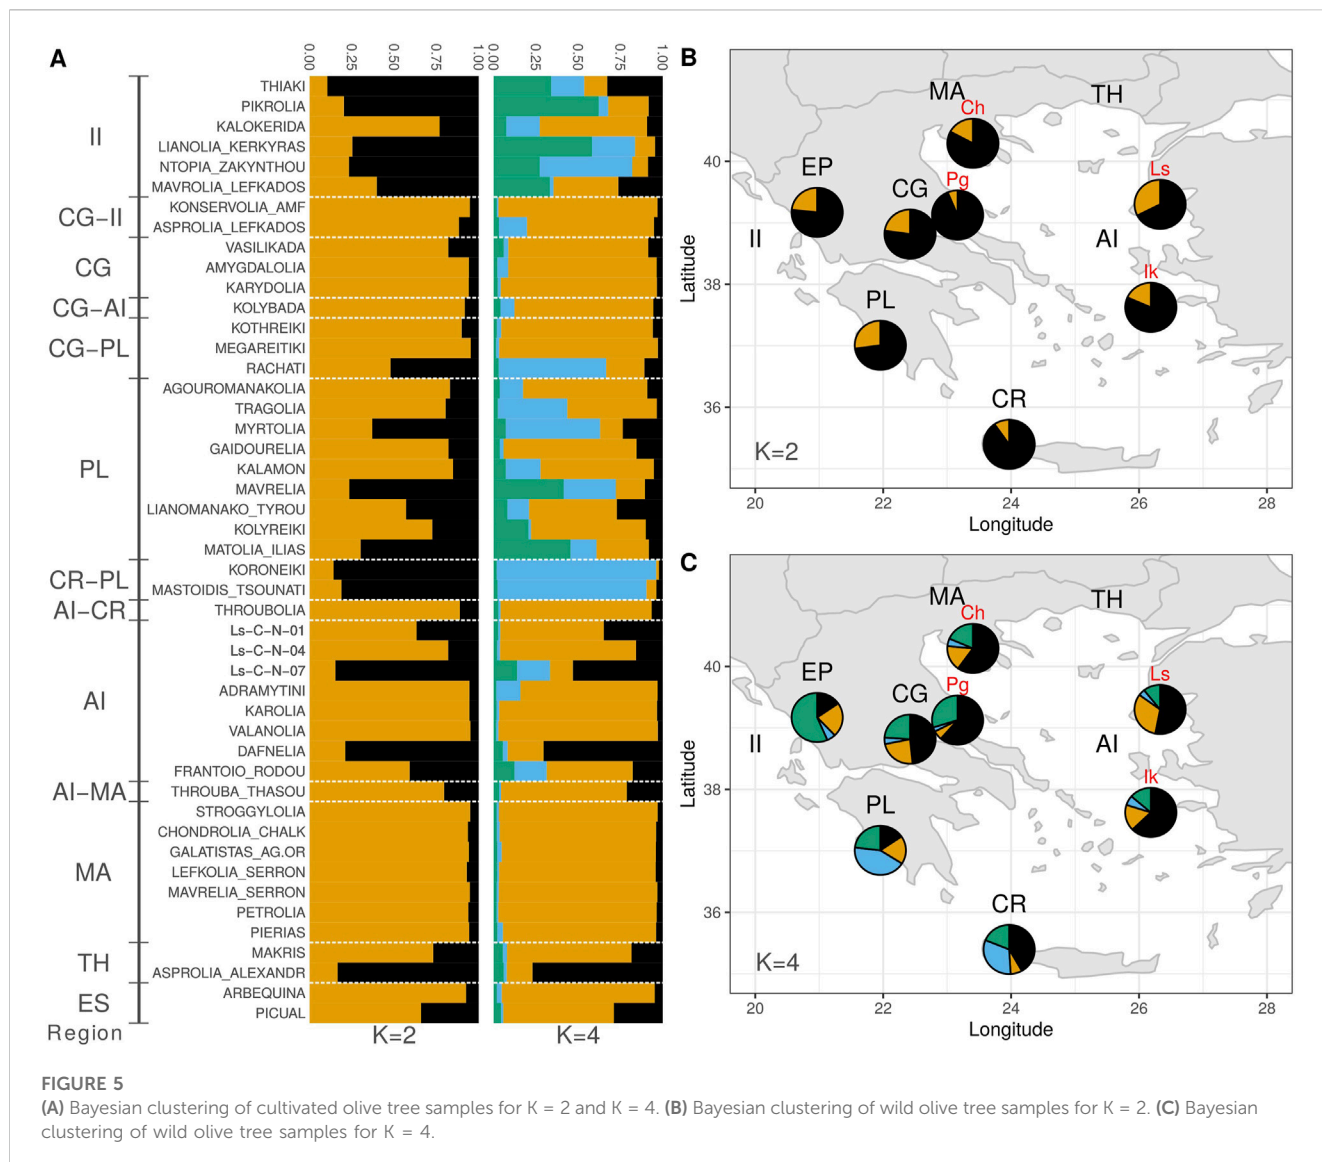 A
0.00 0.25 0.50 0.75 1.00
0.00 0.25 0.50 0.75 1.00
II
CG-II
CG
CG-AI
CG-PL
PL
CR-PL
AI-CR
AI
AI-MA
MA
TH
ES
Region
THIAKI
PIKROLIA
KALOKERIDA
LIANOLIA_KERKYRAS
NTOPIA_ZAKYNTHOU
MAVROLIA_LEFKADOS
KONSERVOLIA_AMF
ASPROLIA_LEFKADOS
VASILIKADA
AMYGDALOLIA
KARYDOLIA
KOLYBADA
KOTHREIKI
MEGAREITIKI
RACHATI
AGOUROMANAKOLIA
TRAGOLIA
MYRTOLIA
GAIDOURELIA
KALAMON
MAVRELIA
LIANOMANAKO_TYROU
KOLYREIKI
MATOLIA_ILIAS
KORONEIKI
MASTOIDIS_TSOUNATI
THROUBOLIA
Ls-C-N-01
Ls-C-N-04
Ls-C-N-07
ADRAMYTINI
KAROLIA
VALANOLIA
DAFNELIA
FRANTOIO_RODOU
THROUBA_THASOU
STROGGYLOLIA
CHONDROLIA_CHALK
GALATISTAS_AG.OR
LEFKOLIA_SERRON
MAVRELIA_SERRON
PETROLIA
PIERIAS
MAKRIS
ASPROLIA_ALEXANDR
ARBEQUINA
PICUAL
K=2
K=4
B
MA
TH
Ch
EP
CG
Pg
Ls
II
AI
Ik
PL
CR
K=2
40
38
36
Latitude
20 22 24 26 28
Longitude
C
MA
TH
Ch
EP
CG
Pg
Ls
II
AI
Ik
PL
CR
K=4
40
38
36
Latitude
20 22 24 26 28
Longitude
FIGURE 5
(A) Bayesian clustering of cultivated olive tree samples for K = 2 and K = 4. (B) Bayesian clustering of wild olive tree samples for K = 2. (C) Bayesian
clustering of wild olive tree samples for K = 4.